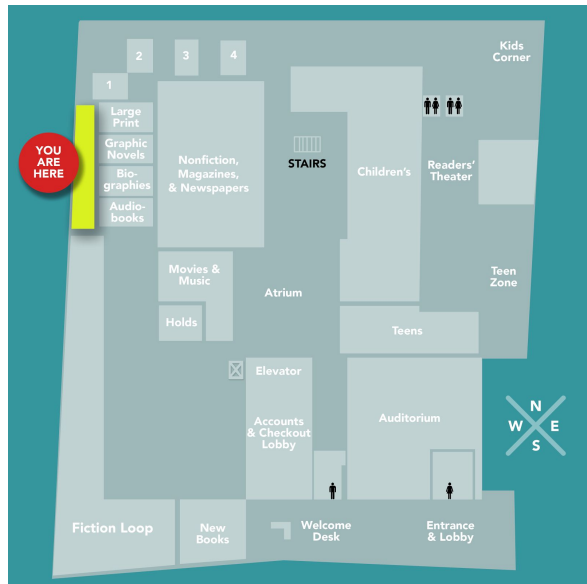 Kids
Corner
2
3
4
1
Large
Print
YOU
ARE
HERE
Graphic
Novels
Bio-
graphies
Audio-
books
Nonfiction,
Magazines,
& Newspapers
STAIRS
Children's
Readers'
Theater
Movies &
Music
Holds
Atrium
Teen
Zone
Teens
Elevator
Accounts
& Checkout
Lobby
Auditorium
N
W E
S
Fiction Loop
New
Books
Welcome
Desk
Entrance
& Lobby